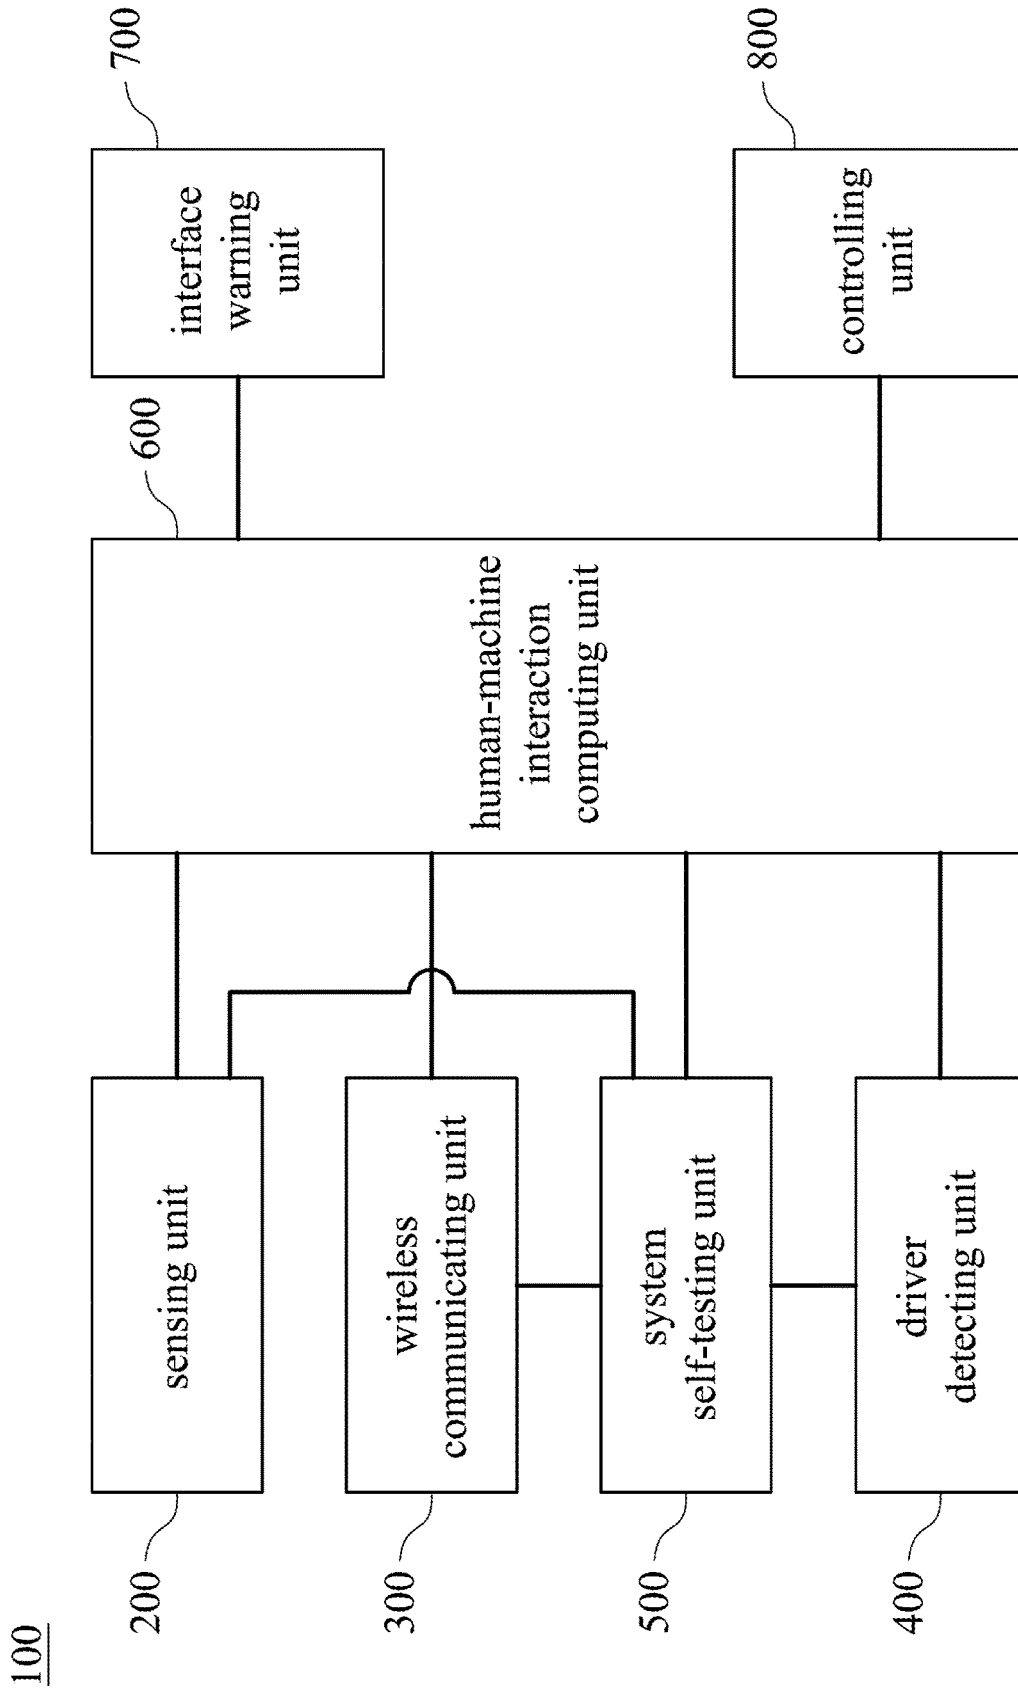 100
200
sensing unit
300
wireless
communicating unit
500
system
self-testing unit
400
driver
detecting unit
600
human-machine
interaction
computing unit
700
interface
warning
unit
800
controlling
unit